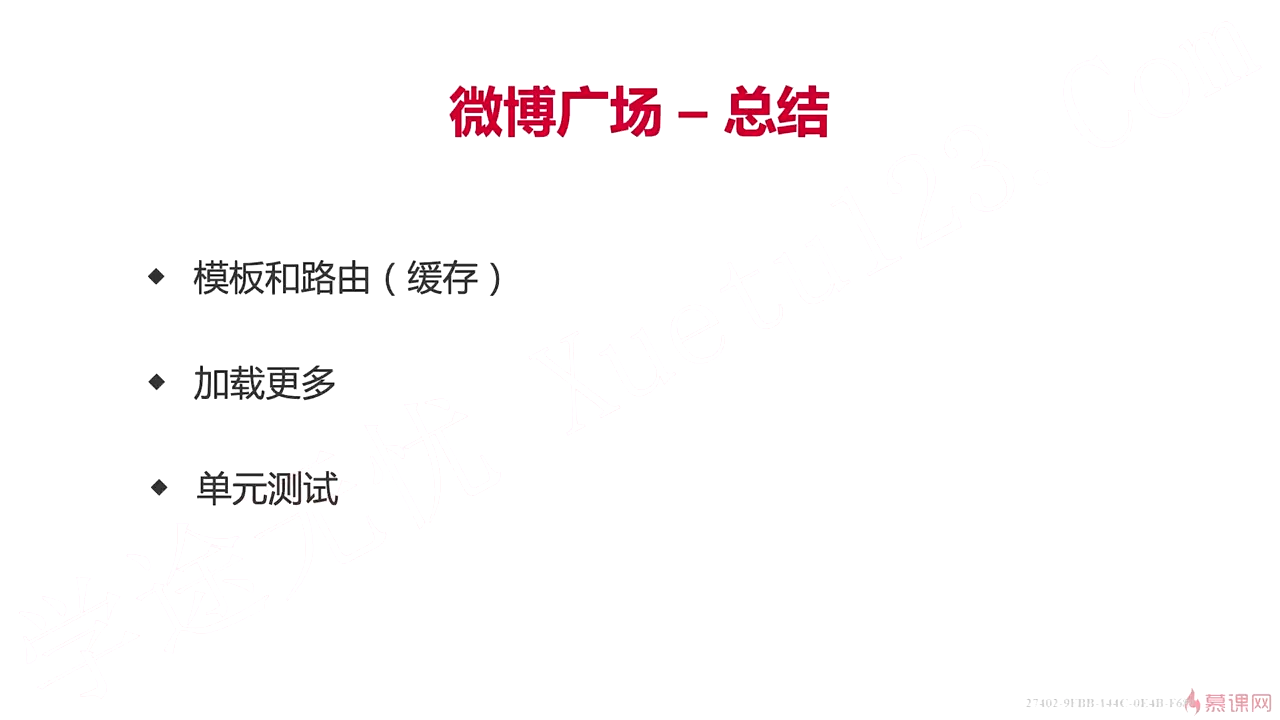 微博广场 – 总结
模板和路由（缓存）
加载更多
单元测试
慕课网